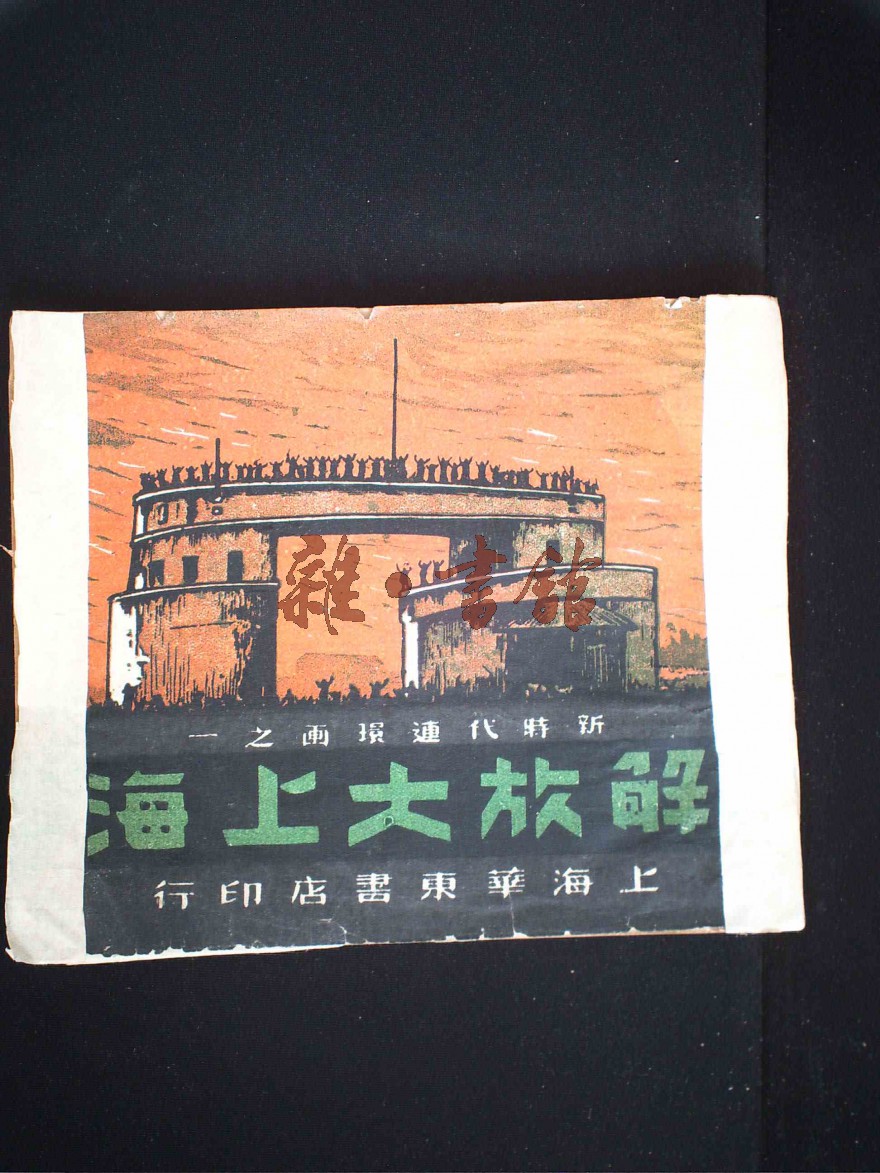 雜·書館
新時代連環画之一
解放大上海
上海華東書店印行